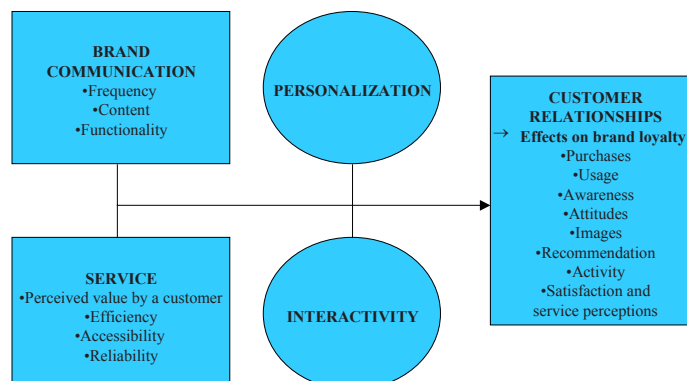 BRAND
COMMUNICATION
•Frequency
•Content
•Functionality
PERSONALIZATION
CUSTOMER
RELATIONSHIPS
→ Effects on brand loyalty
•Purchases
•Usage
•Awareness
•Attitudes
•Images
•Recommendation
•Activity
•Satisfaction and
service perceptions
SERVICE
•Perceived value by a customer
•Efficiency
•Accessibility
•Reliability
INTERACTIVITY